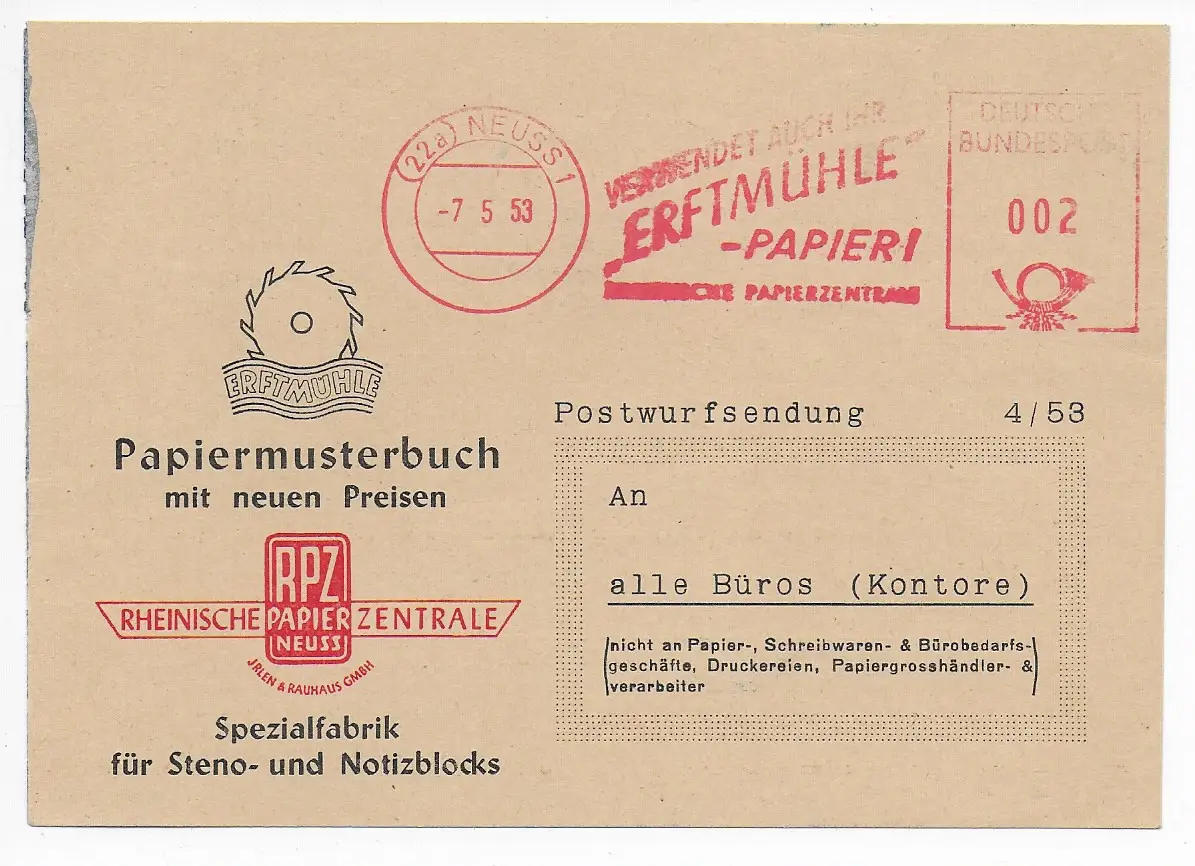 (22a) NEUSS 1
-7 5 53
VERWENDET AUCH IHR
„ERFTMÜHLE"
-PAPIER!
PAPIERZENTRALE
DEUTSCHE
BUNDESPOST
002
ERFTMÜHLE
Papiermusterbuch
mit neuen Preisen
RPZ
RHEINISCHE PAPIER ZENTRALE
NEUSS
JRLEN & RAUHAUS GMBH
Spezialfabrik
für Steno- und Notizblocks
Postwurfsendung 4/53
An
alle Büros (Kontore)
(nicht an Papier-, Schreibwaren- & Bürobedarfs-
geschäfte, Druckereien, Papiergrosshändler- &
verarbeiter)